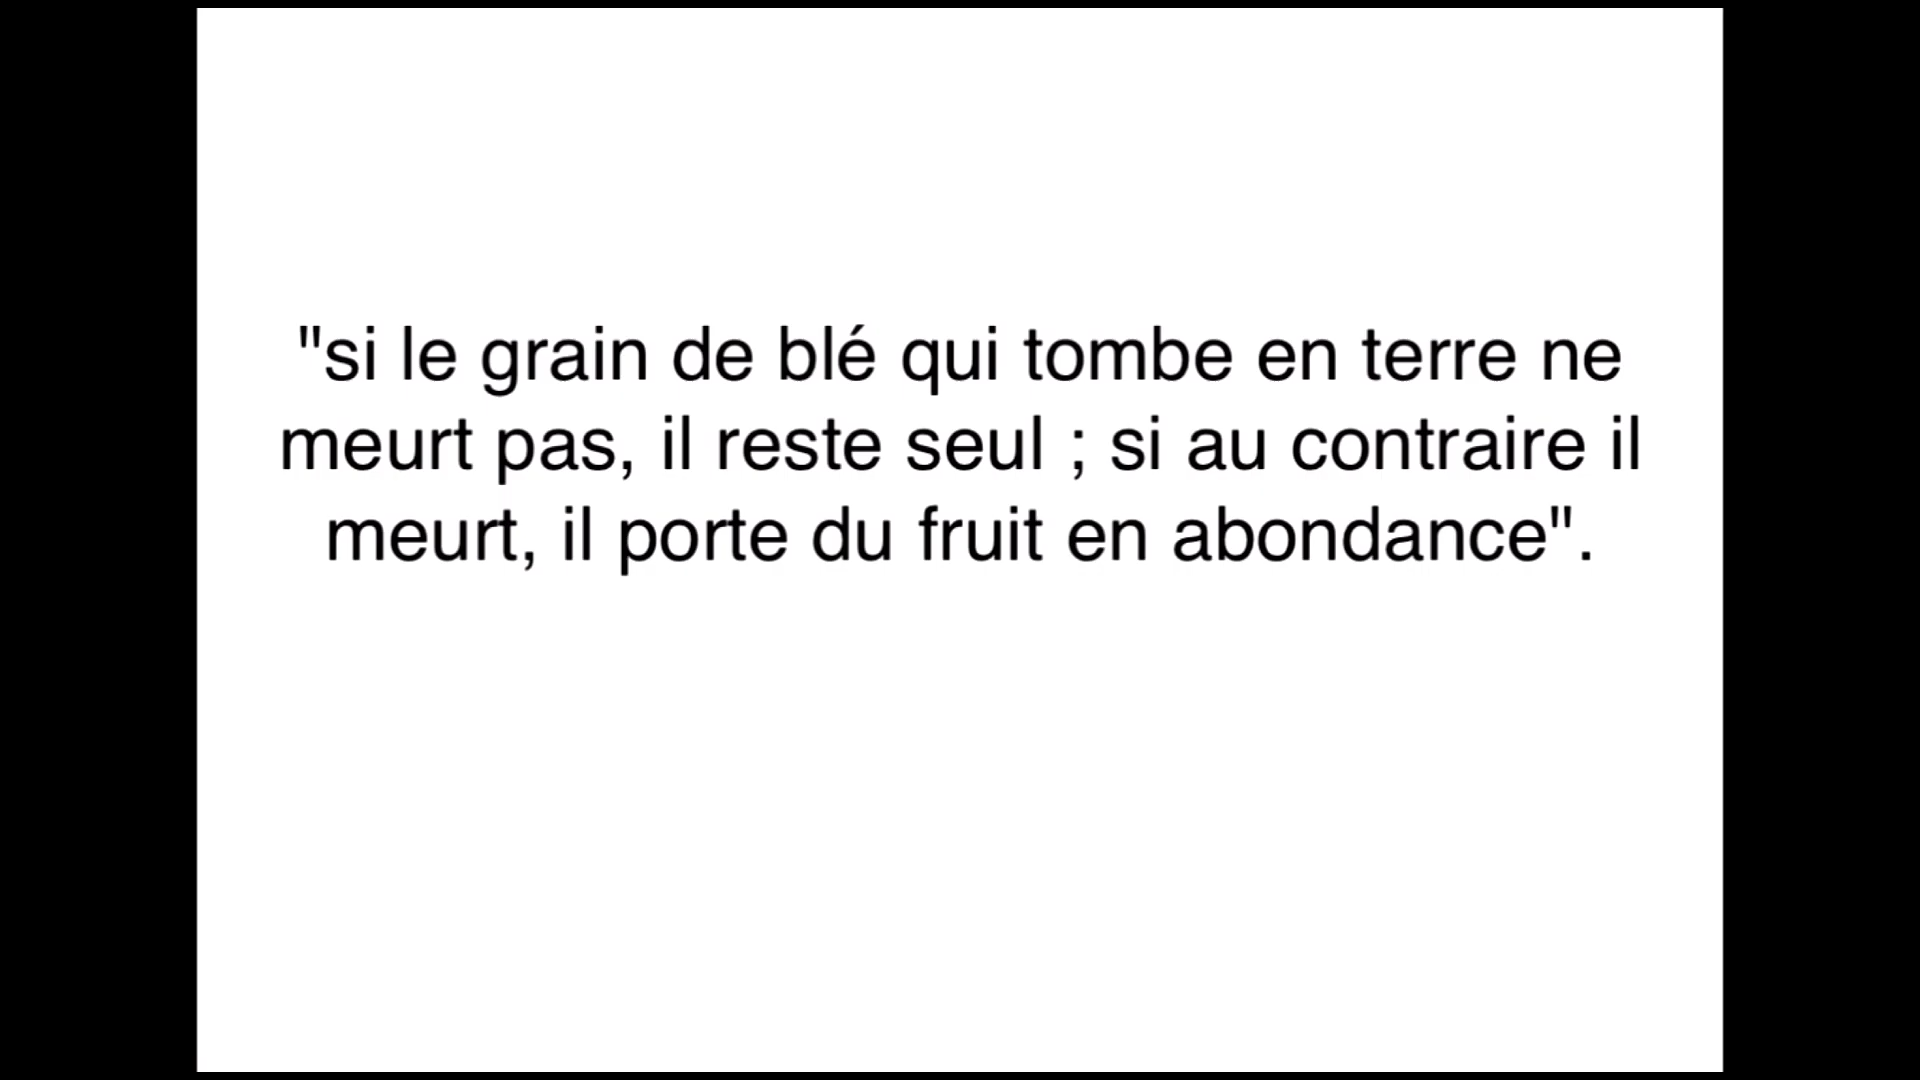 "si le grain de blé qui tombe en terre ne
meurt pas, il reste seul ; si au contraire il
meurt, il porte du fruit en abondance".